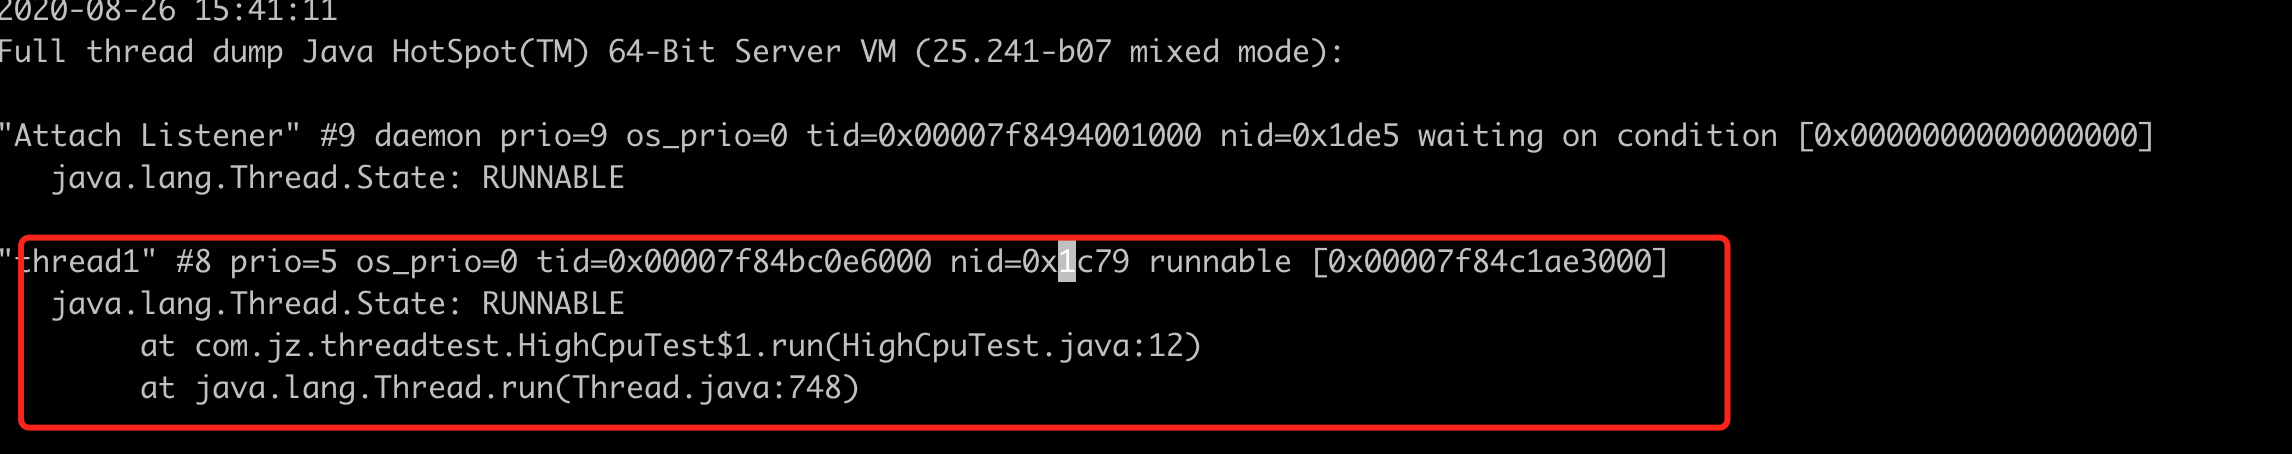 2020-08-26 15:41:11
Full thread dump Java HotSpot(TM) 64-Bit Server VM (25.241-b07 mixed mode):
"Attach Listener" #9 daemon prio=9 os_prio=0 tid=0x00007f8494001000 nid=0x1de5 waiting on condition [0x0000000000000000]
java.lang.Thread.State: RUNNABLE
"thread1" #8 prio=5 os_prio=0 tid=0x00007f84bc0e6000 nid=0x1c79 runnable [0x00007f84c1ae3000]
java.lang.Thread.State: RUNNABLE
at com.jz.threadtest.HighCpuTest$1.run(HighCpuTest.java:12)
at java.lang.Thread.run(Thread.java:748)